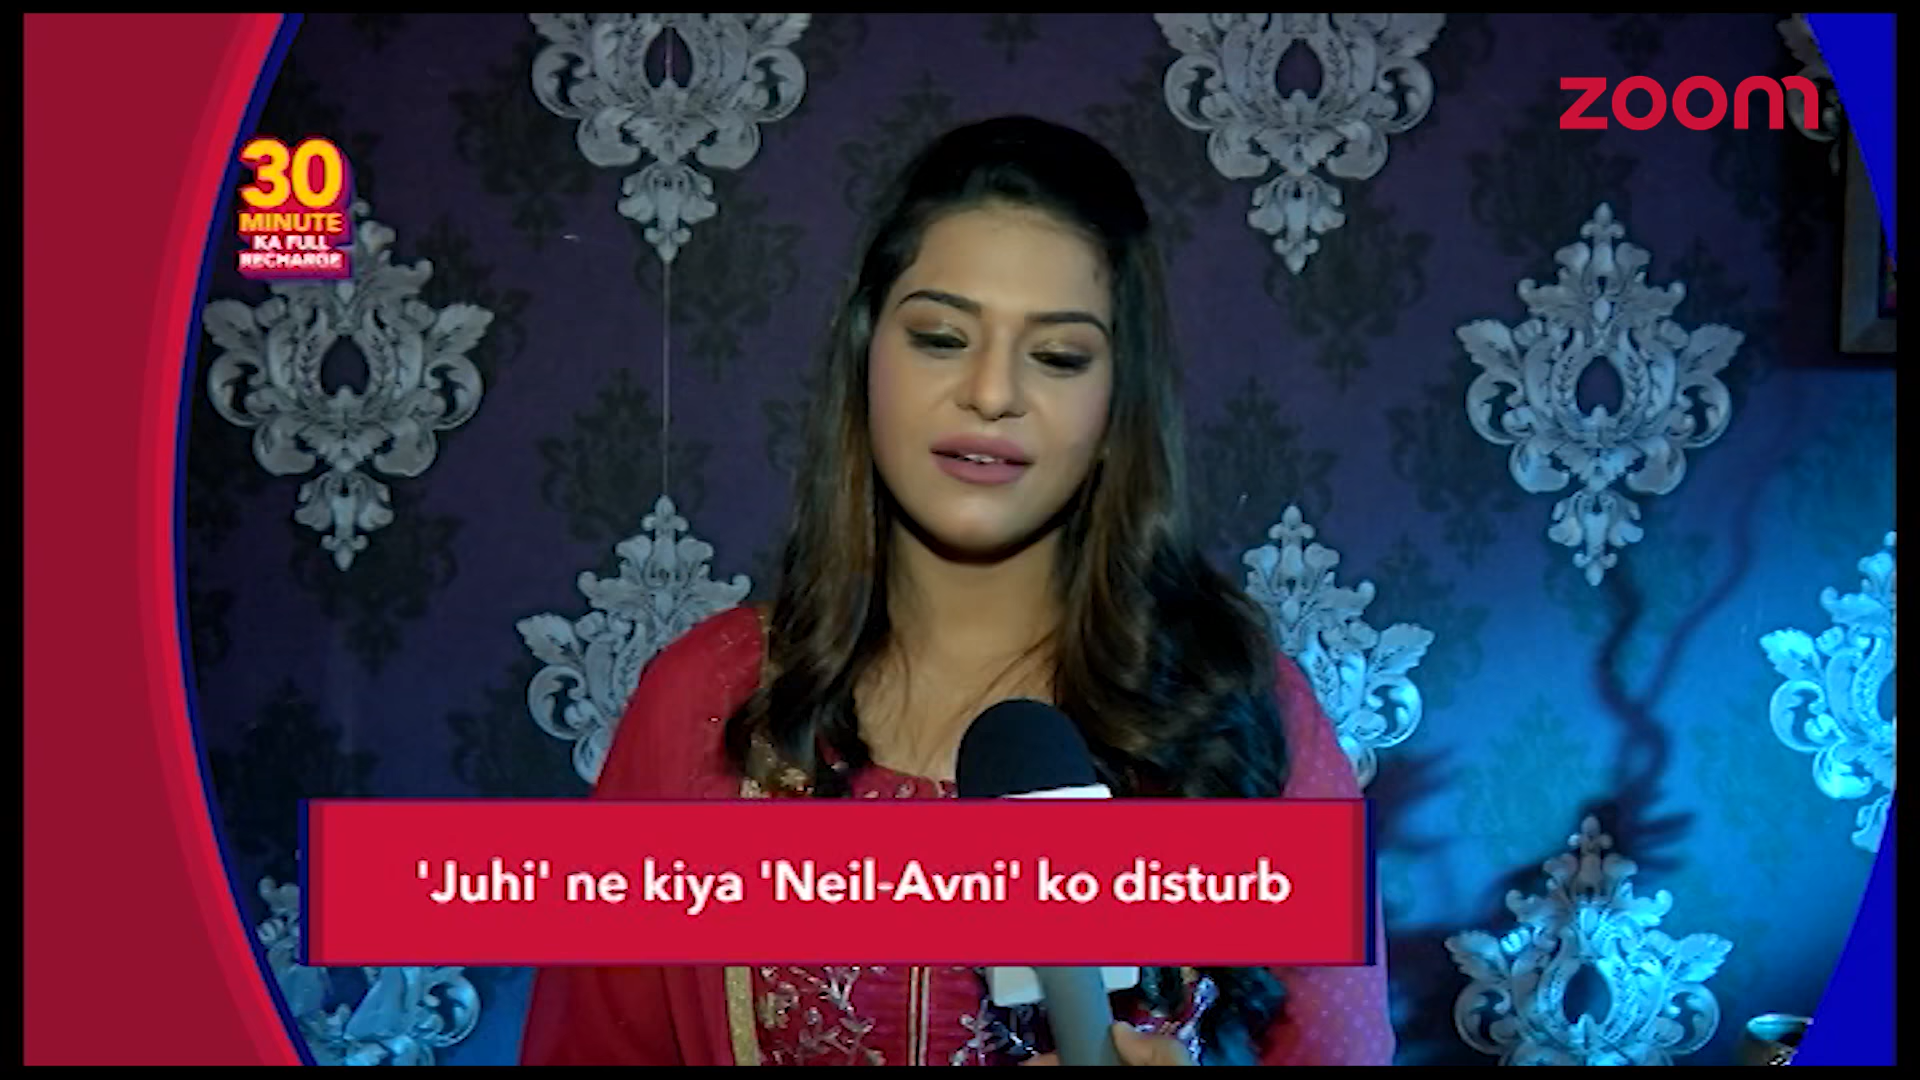 zoom
30
MINUTE
KA FULL
RECHARGE
'Juhi' ne kiya 'Neil-Avni' ko disturb